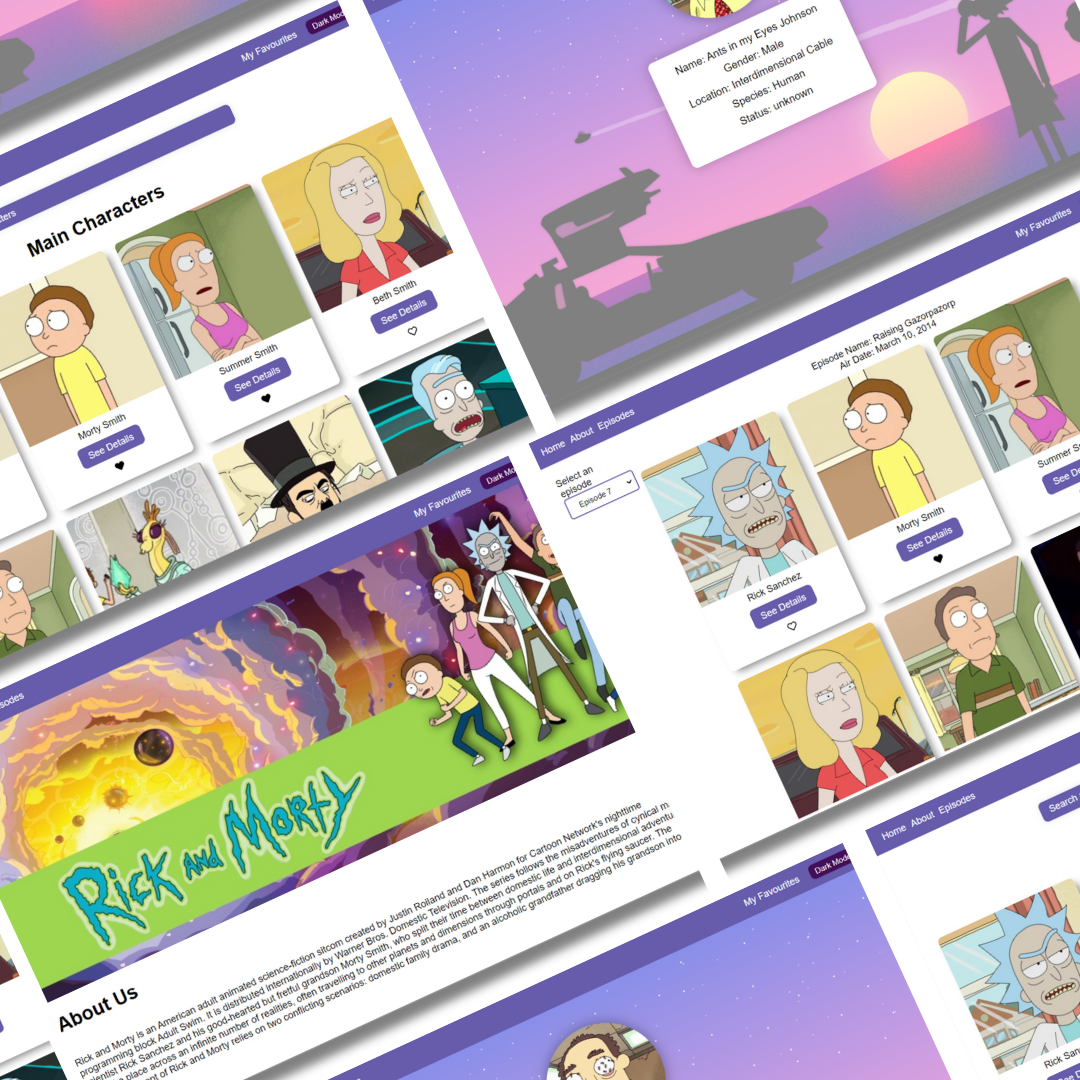 My Favourites
Dark Mod
Main Characters
Morty Smith
See Details
Summer Smith
See Details
Beth Smith
See Details
Name: Ants in my Eyes Johnson
Gender: Male
Location: Interdimensional Cable
Species: Human
Status: unknown
My Favourites
Home About Episodes
Select an
episode
Episode 7
Episode Name: Raising Gazorpazorp
Air Date: March 10, 2014
Rick Sanchez
See Details
Morty Smith
See Details
Summer S
See De
My Favourites
Dark Mo
sodes
Rick and Morty
About Us
Rick and Morty is an American adult animated science-fiction sitcom created by Justin Roiland and Dan Harmon for Cartoon Network's nighttime
programming block Adult Swim. It is distributed internationally by Warner Bros. Domestic Television. The series follows the misadventures of cynical m
cientist Rick Sanchez and his good-hearted but fretful grandson Morty Smith, who split their time between domestic life and interdimensional adventu
place across an infinite number of realities, often travelling to other planets and dimensions through portals and on Rick's flying saucer. The
pt of Rick and Morty relies on two conflicting scenarios: domestic family drama, and an alcoholic grandfather dragging his grandson into
My Favourites
Dark Mode
Home About Episodes
Search
Rick San
See D